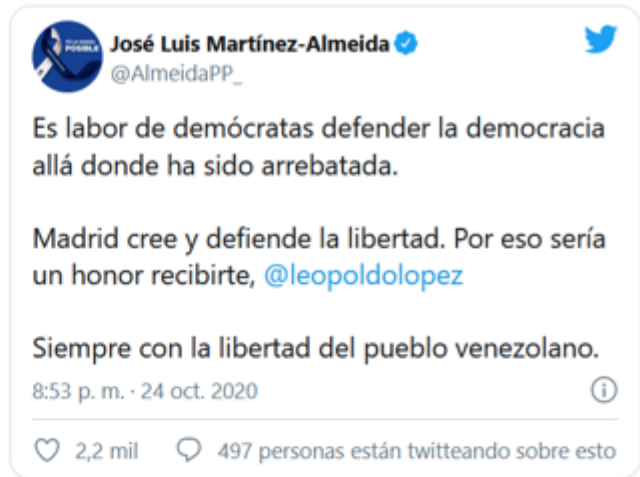 José Luis Martínez-Almeida
@AlmeidaPP_
Es labor de demócratas defender la democracia
allá donde ha sido arrebatada.
Madrid cree y defiende la libertad. Por eso sería
un honor recibirte, @leopoldolopez
Siempre con la libertad del pueblo venezolano.
8:53 p. m. · 24 oct. 2020
2,2 mil 497 personas están twitteando sobre esto